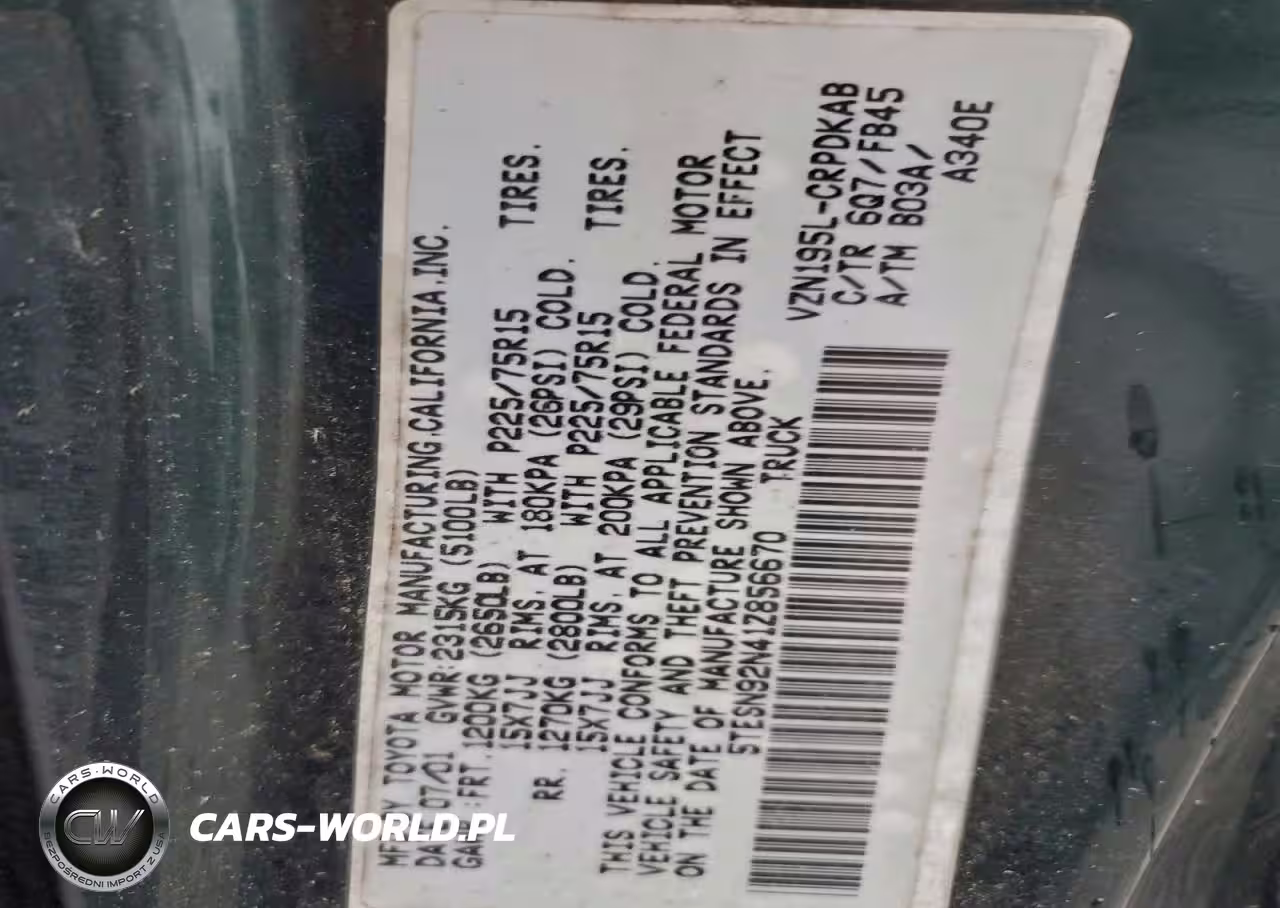 MFD BY TOYOTA MOTOR MANUFACTURING,CALIFORNIA,INC.
DATE:07/01 GVWR:2315KG (5100LB)
GAWR:FRT.1200KG (2650LB) WITH P225/75R15 TIRES.
15X7JJ RIMS, AT 180KPA (26PSI) COLD.
RR. 1270KG (2800LB) WITH P225/75R15 TIRES.
15X7JJ RIMS, AT 200KPA (29PSI) COLD.
THIS VEHICLE CONFORMS TO ALL APPLICABLE FEDERAL MOTOR
VEHICLE SAFETY AND THEFT PREVENTION STANDARDS IN EFFECT
ON THE DATE OF MANUFACTURE SHOWN ABOVE.
5TESN92N41Z856670 TRUCK
VZN195L-CRPDKAB
C/TR 6Q7/FB45
A/TM B03A/
A340E
CARS-WORLD
CW
BEZPOŚREDNI IMPORT Z USA
CARS-WORLD.PL